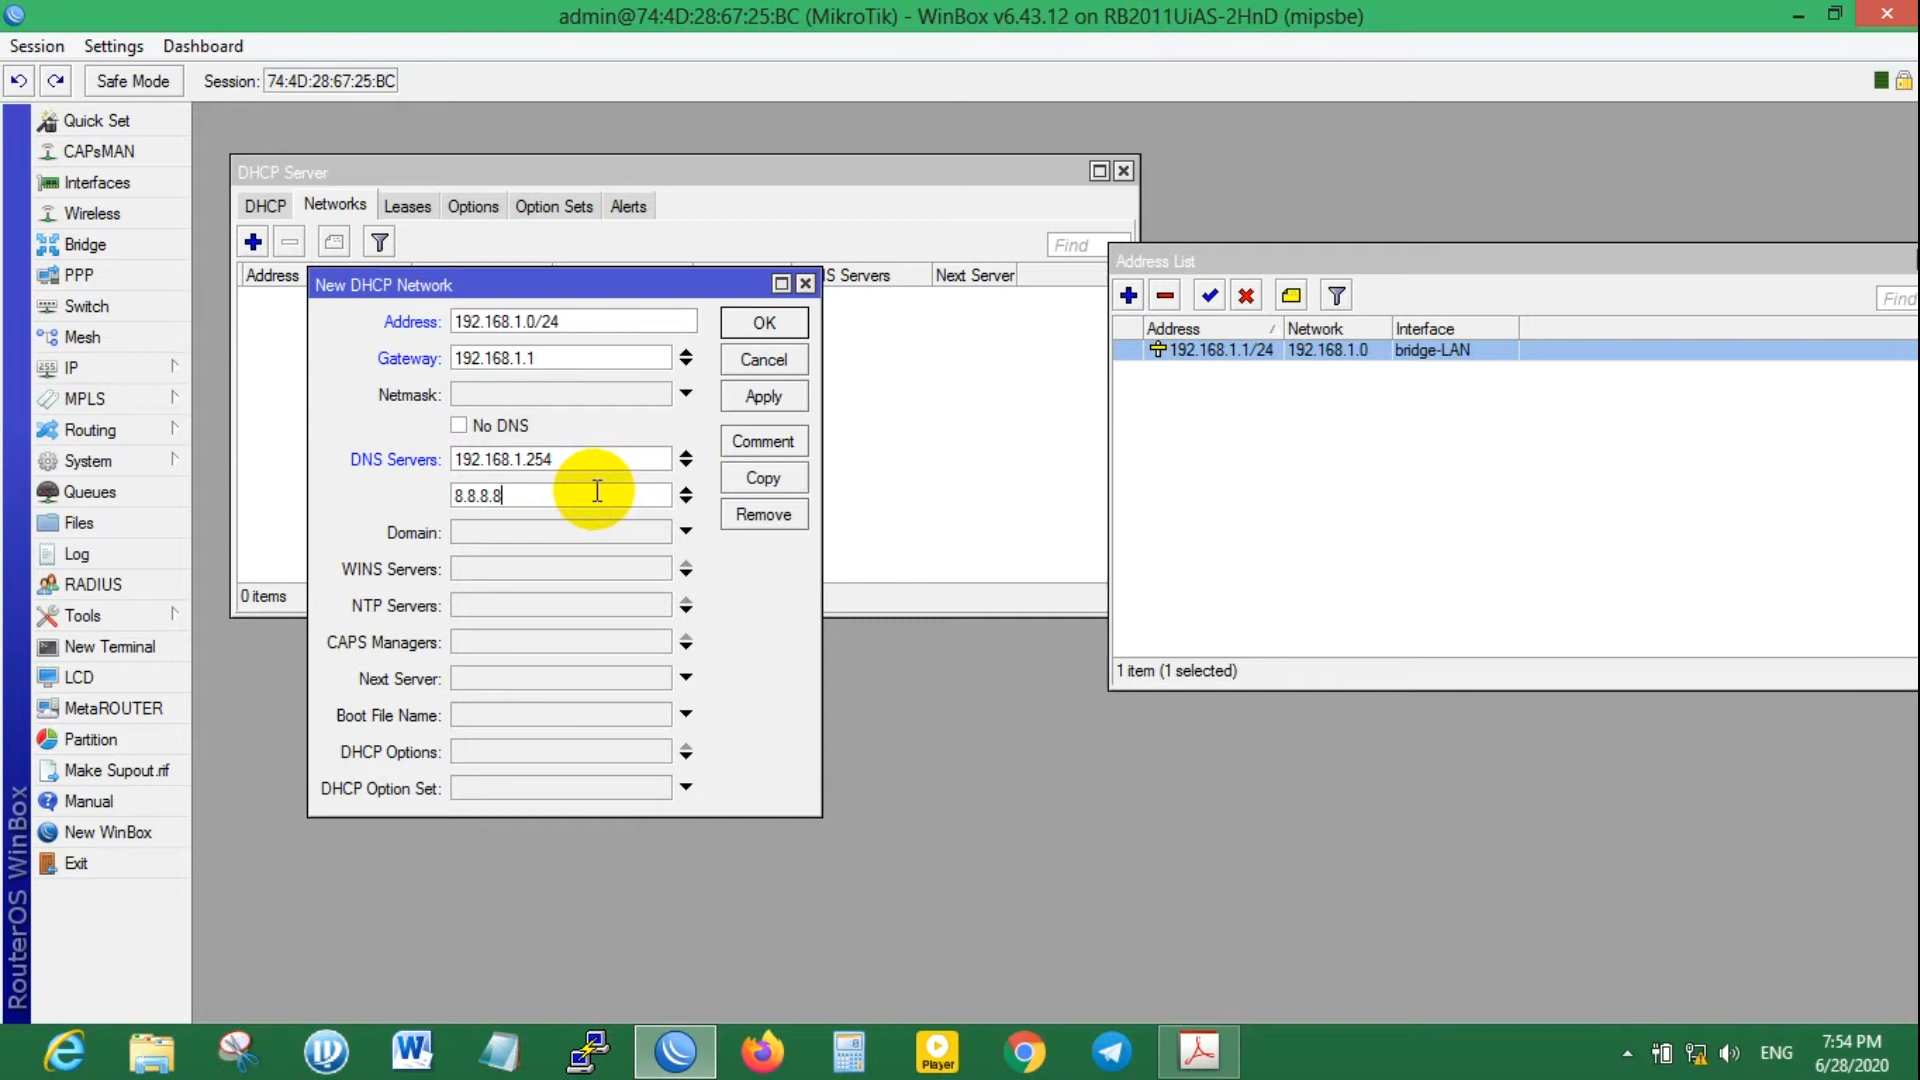 admin@74:4D:28:67:25:BC (MikroTik) - WinBox v6.43.12 on RB2011UiAS-2HnD (mipsbe)
Session Settings Dashboard
Safe Mode Session: 74:4D:28:67:25:BC
Quick Set
CAPsMAN
Interfaces
Wireless
Bridge
PPP
Switch
Mesh
IP
MPLS
Routing
System
Queues
Files
Log
RADIUS
Tools
New Terminal
LCD
MetaROUTER
Partition
Make Supout.rif
Manual
New WinBox
Exit
RouterOS WinBox
DHCP Server
DHCP Networks Leases Options Option Sets Alerts
Find
Address S Servers Next Server
0 items
New DHCP Network
Address: 192.168.1.0/24
Gateway: 192.168.1.1
Netmask:
No DNS
DNS Servers: 192.168.1.254
8.8.8.8
Domain:
WINS Servers:
NTP Servers:
CAPS Managers:
Next Server:
Boot File Name:
DHCP Options:
DHCP Option Set:
OK
Cancel
Apply
Comment
Copy
Remove
Address List
Find
Address Network Interface
192.168.1.1/24 192.168.1.0 bridge-LAN
1 item (1 selected)
Player
ENG
7:54 PM
6/28/2020